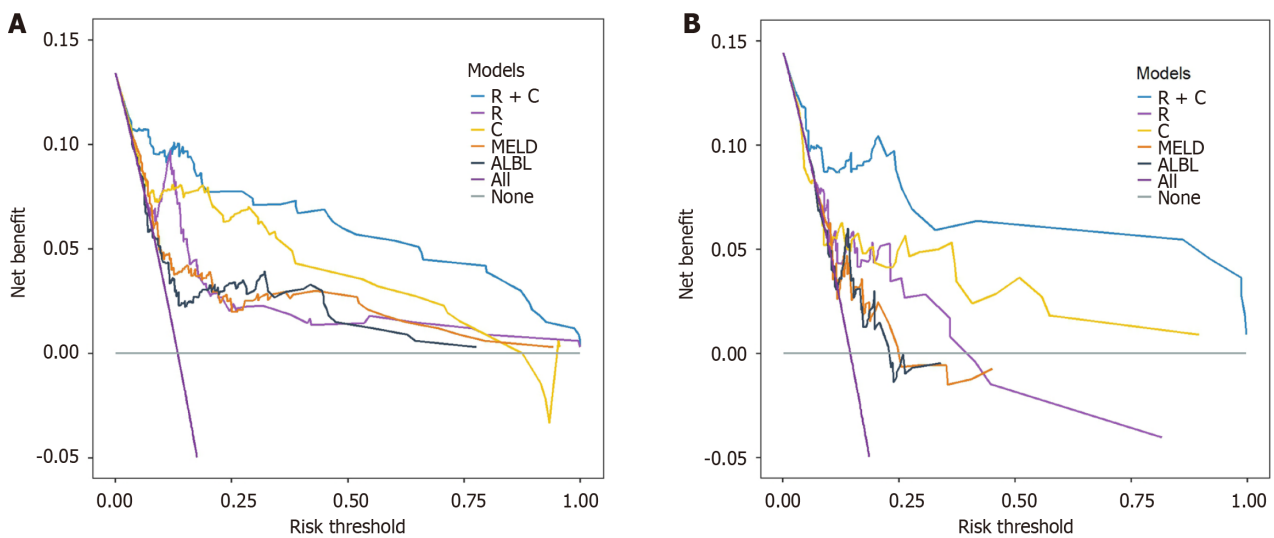 A
0.15
0.10
0.05
0.00
-0.05
Net benefit
Models
R + C
R
C
MELD
ALBL
All
None
0.00 0.25 0.50 0.75 1.00
Risk threshold
B
0.15
0.10
0.05
0.00
-0.05
Net benefit
Models
R + C
R
C
MELD
ALBL
All
None
0.00 0.25 0.50 0.75 1.00
Risk threshold